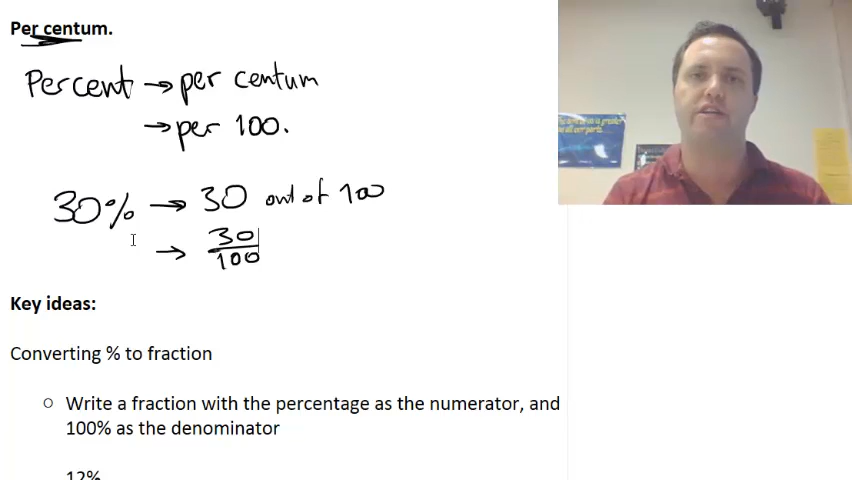 Per centum.
Percent → per centum
→ per 100.
30% → 30 out of 100
→ 30/100
Key ideas:
Converting % to fraction
○ Write a fraction with the percentage as the numerator, and
100% as the denominator
12%